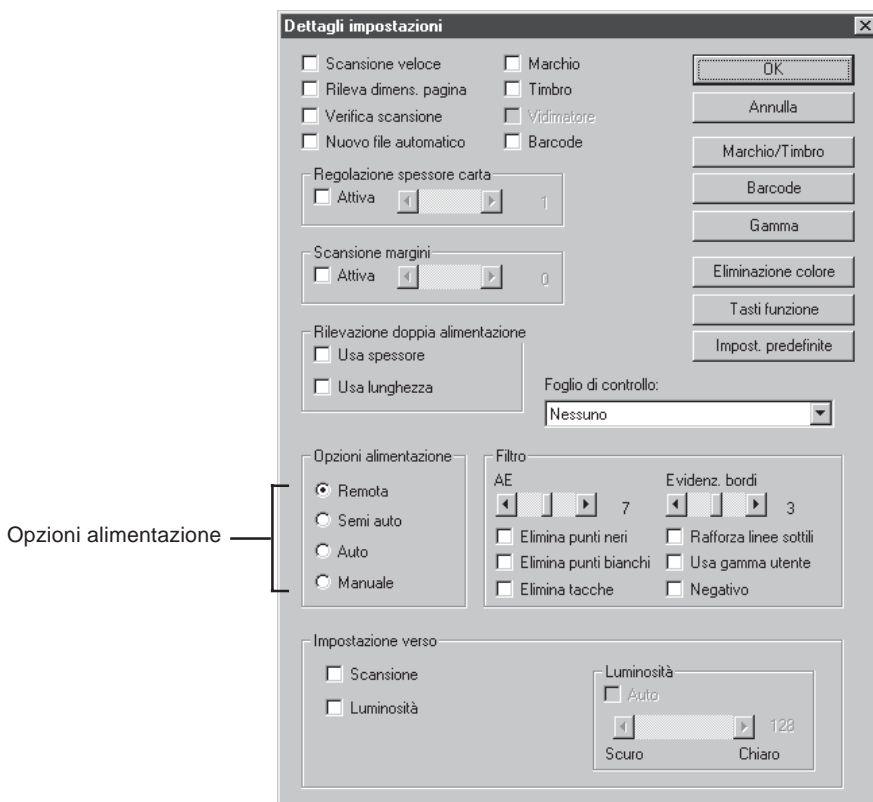 Dettagli impostazioni
Scansione veloce
Rileva dimens. pagina
Verifica scansione
Nuovo file automatico
Marchio
Timbro
Vidimatore
Barcode
OK
Annulla
Marchio/Timbro
Barcode
Gamma
Eliminazione colore
Tasti funzione
Impost. predefinite
Regolazione spessore carta
Attiva 1
Scansione margini
Attiva 0
Rilevazione doppia alimentazione
Usa spessore
Usa lunghezza
Foglio di controllo:
Nessuno
Opzioni alimentazione
Opzioni alimentazione
Remota
Semi auto
Auto
Manuale
Filtro
AE
7
Elimina punti neri
Elimina punti bianchi
Elimina tacche
Evidenz. bordi
3
Rafforza linee sottili
Usa gamma utente
Negativo
Impostazione verso
Scansione
Luminosità
Luminosità
Auto
128
Scuro Chiaro